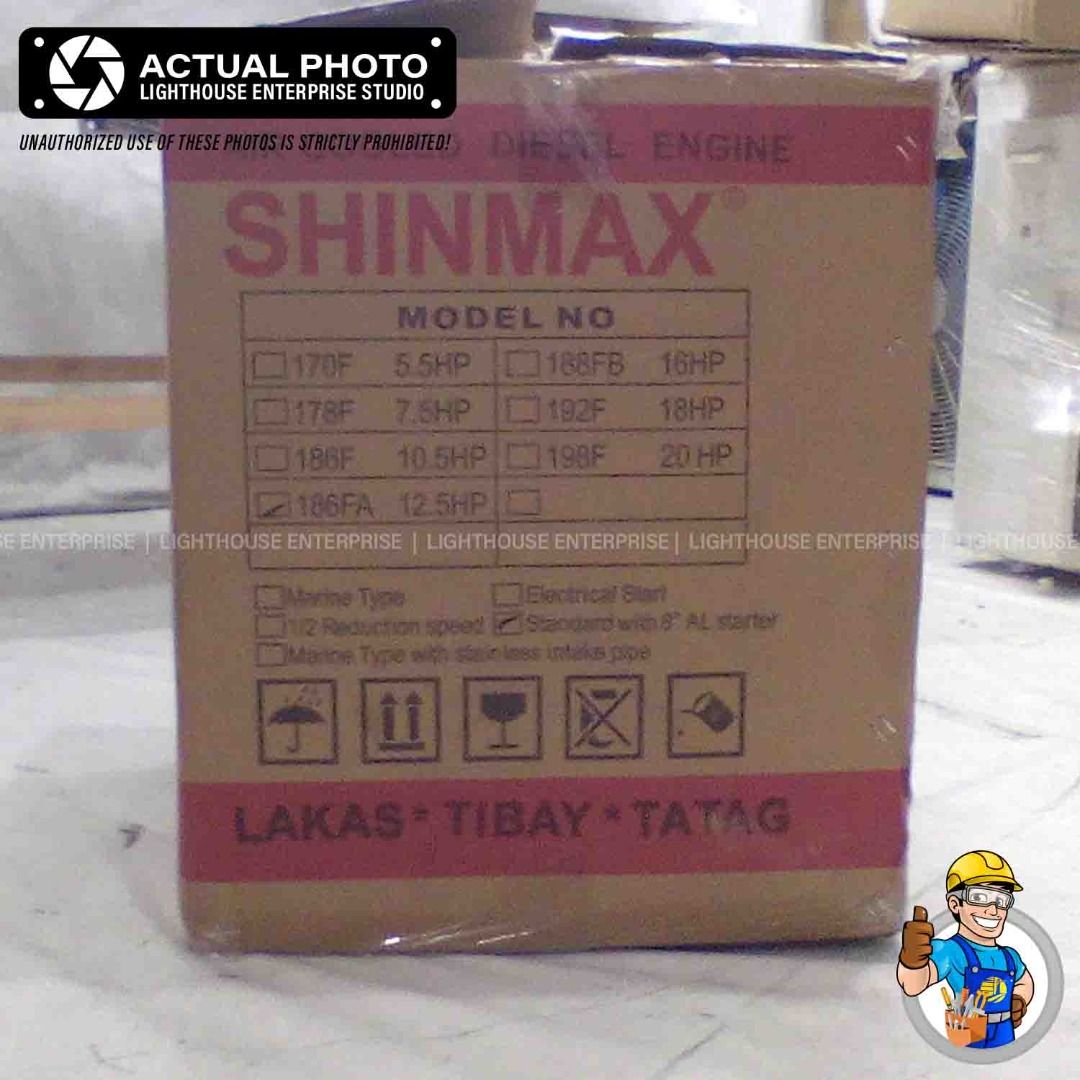 ACTUAL PHOTO
LIGHTHOUSE ENTERPRISE STUDIO
UNAUTHORIZED USE OF THESE PHOTOS IS STRICTLY PROHIBITED!
DIESEL ENGINE
SHINMAX®
MODEL NO
170F 5.5HP 188FB 16HP
178F 7.5HP 192F 18HP
186F 10.5HP 198F 20 HP
186FA 12.5HP
SE ENTERPRISE | LIGHTHOUSE ENTERPRISE | LIGHTHOUSE ENTERPRISE | LIGHTHOUSE ENTERPRISE | LIGHTHOUSE
Marine Type Electrical Start
1/2 Reduction speed Standard with 8" AL starter
Marine Type with stainless intake pipe
LAKAS * TIBAY * TATAG